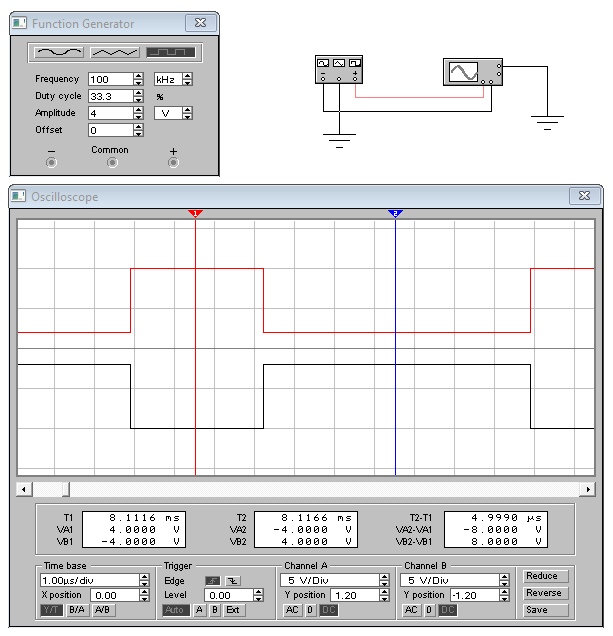 Function Generator
Frequency 100 kHz
Duty cycle 33.3 %
Amplitude 4 V
Offset 0
− Common +
− +
Oscilloscope
1 2
T1 8.1116 ms T2 8.1166 ms T2-T1 4.9990 µs
VA1 4.0000 V VA2 -4.0000 V VA2-VA1 -8.0000 V
VB1 -4.0000 V VB2 4.0000 V VB2-VB1 8.0000 V
Time base Trigger Channel A Channel B
1.00µs/div Edge 5 V/Div 5 V/Div Reduce
X position 0.00 Level 0.00 Y position 1.20 Y position -1.20 Reverse
Y/T B/A A/B Auto A B Ext AC 0 DC AC 0 DC Save